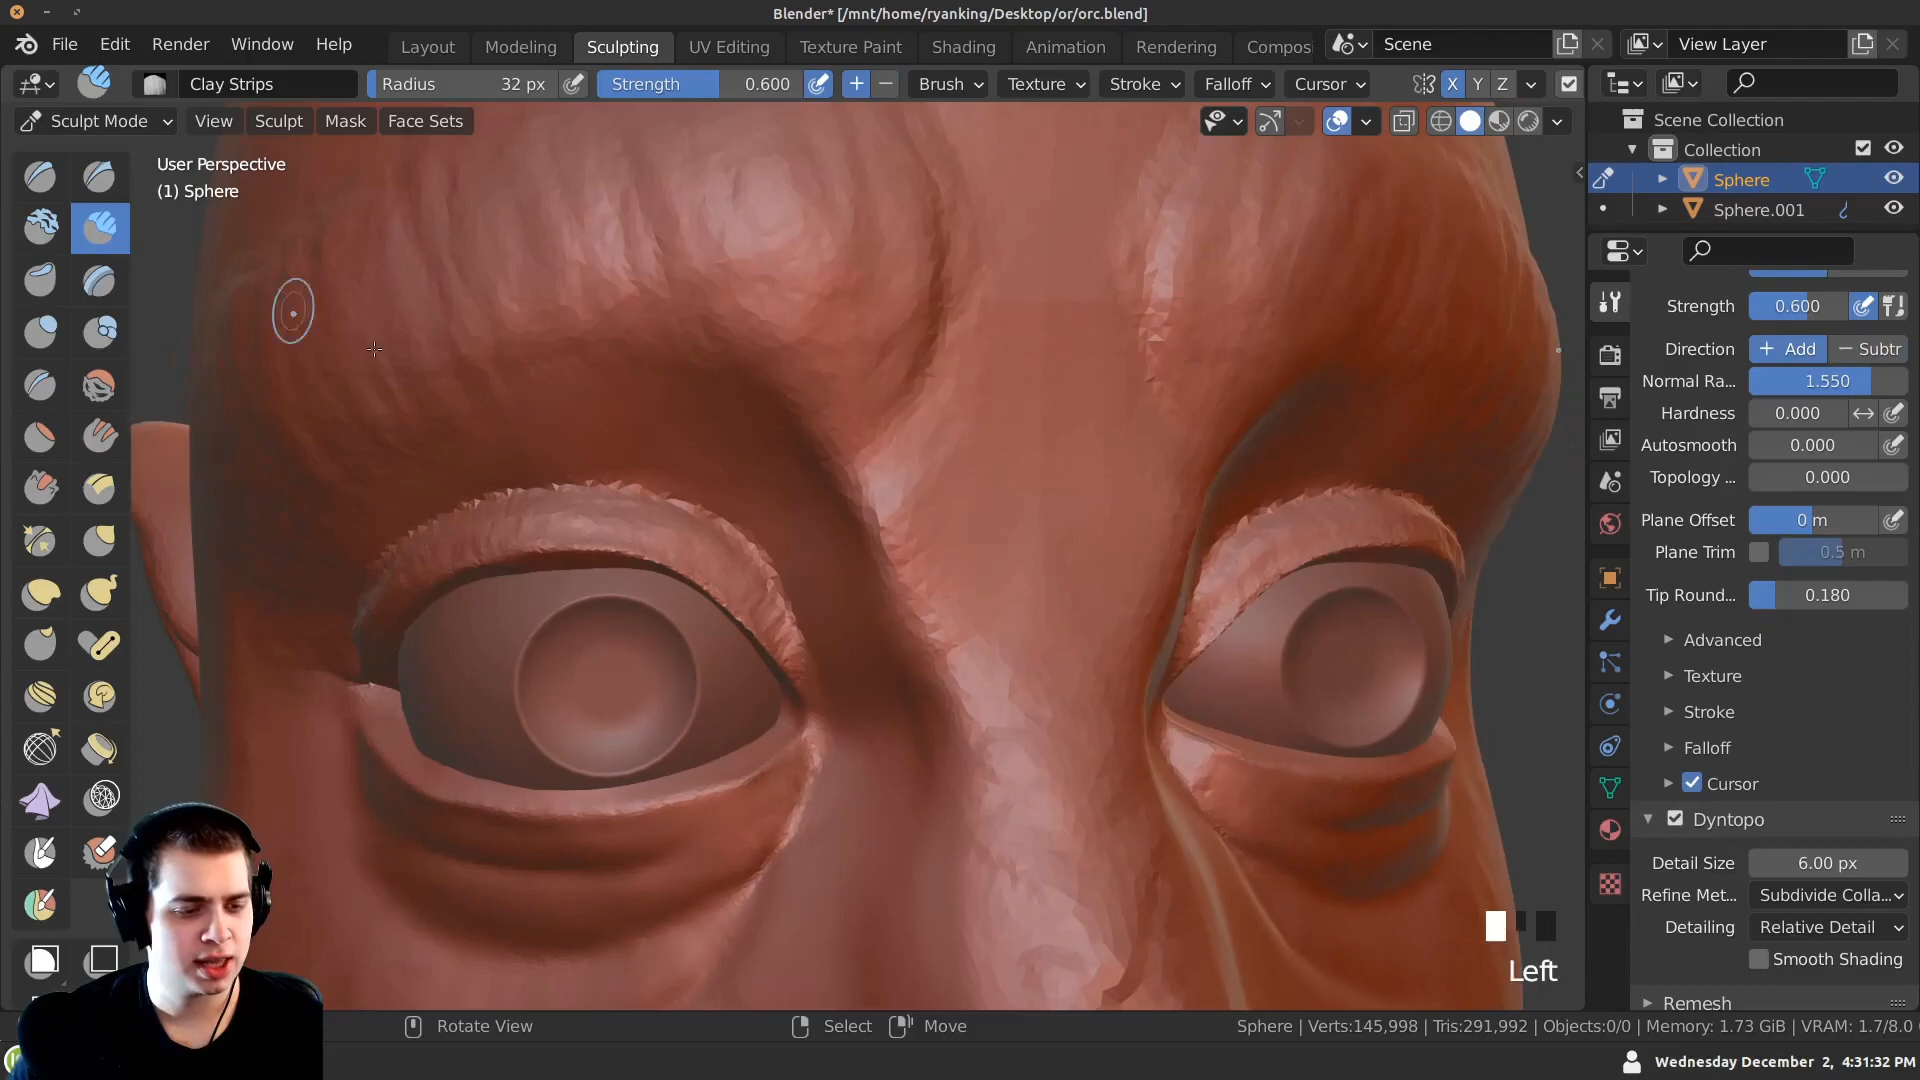 Blender* [/mnt/home/ryanking/Desktop/or/orc.blend]
File Edit Render Window Help Layout Modeling Sculpting UV Editing Texture Paint Shading Animation Rendering Compos Scene View Layer
Clay Strips Radius 32 px Strength 0.600 Brush Texture Stroke Falloff Cursor X Y Z
Sculpt Mode View Sculpt Mask Face Sets
User Perspective
(1) Sphere
Scene Collection
Collection
Sphere
Sphere.001
Strength 0.600
Direction + Add − Subtr
Normal Ra... 1.550
Hardness 0.000
Autosmooth 0.000
Topology ... 0.000
Plane Offset 0 m
Plane Trim 0.5 m
Tip Round... 0.180
Advanced
Texture
Stroke
Falloff
Cursor
Dyntopo
Detail Size 6.00 px
Refine Met... Subdivide Colla...
Detailing Relative Detail
Smooth Shading
Remesh
Left
Rotate View Select Move Sphere | Verts:145,998 | Tris:291,992 | Objects:0/0 | Memory: 1.73 GiB | VRAM: 1.7/8.0
Wednesday December 2, 4:31:32 PM